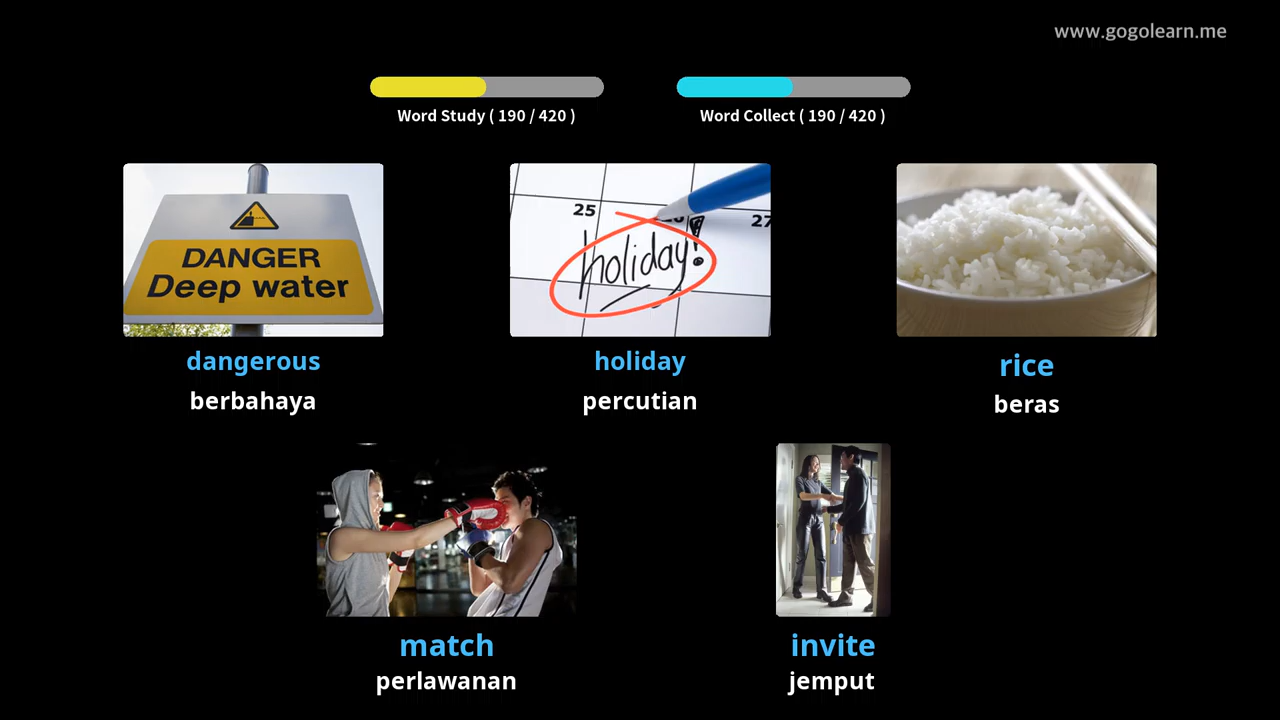 www.gogolearn.me
Word Study ( 190 / 420 )
Word Collect ( 190 / 420 )
DANGER
Deep water
25
27
holiday!
dangerous
berbahaya
holiday
percutian
rice
beras
match
perlawanan
invite
jemput